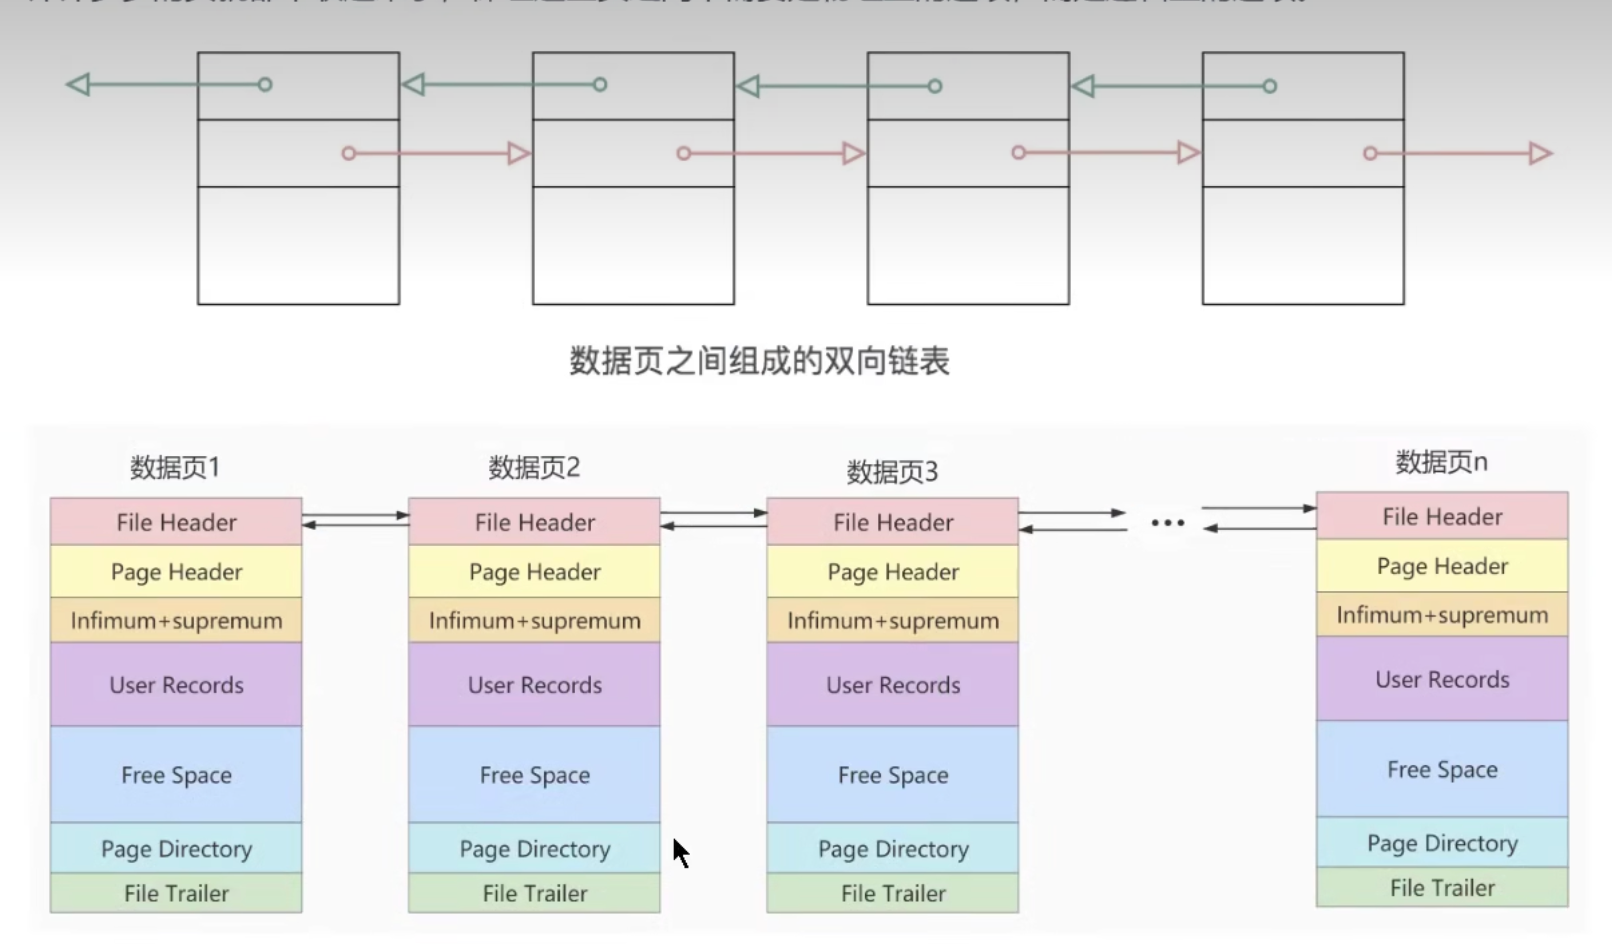 数据页之间组成的双向链表
数据页1
数据页2
数据页3
数据页n
File Header
File Header
File Header
...
File Header
Page Header
Page Header
Page Header
Page Header
Infimum+supremum
Infimum+supremum
Infimum+supremum
Infimum+supremum
User Records
User Records
User Records
User Records
Free Space
Free Space
Free Space
Free Space
Page Directory
Page Directory
Page Directory
Page Directory
File Trailer
File Trailer
File Trailer
File Trailer